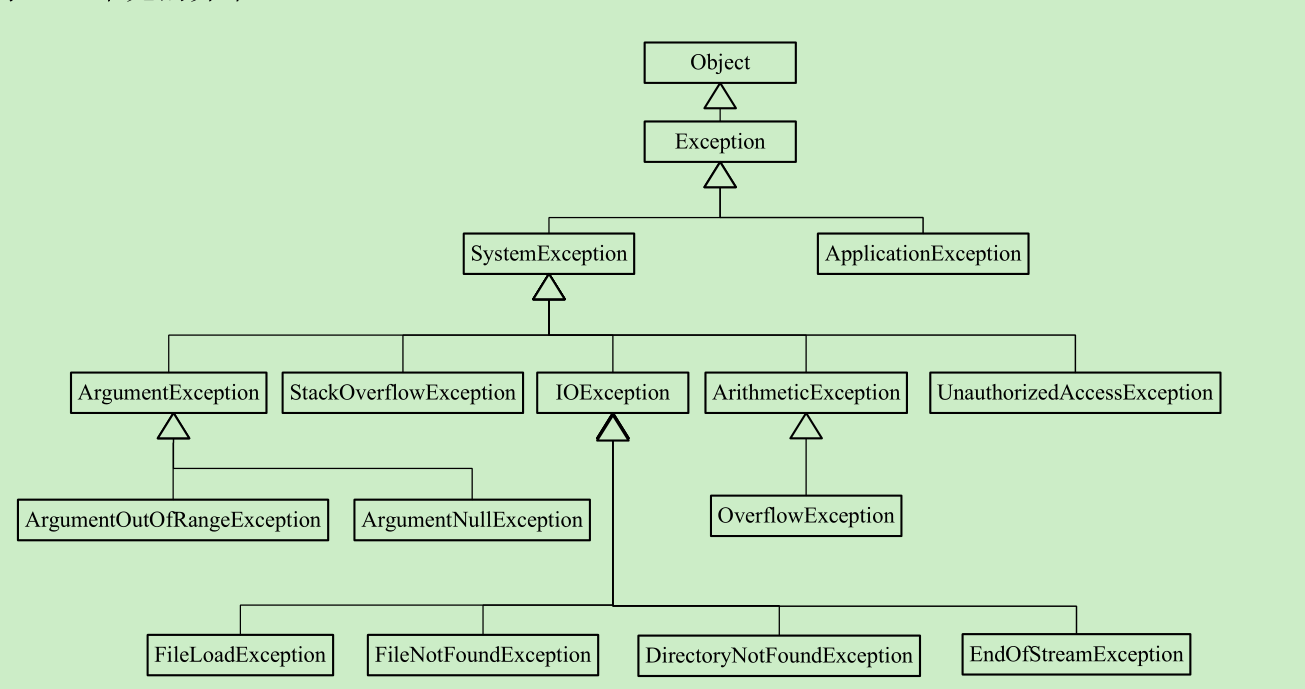 Object
Exception
SystemException
ApplicationException
ArgumentException
StackOverflowException
IOException
ArithmeticException
UnauthorizedAccessException
ArgumentOutOfRangeException
ArgumentNullException
OverflowException
FileLoadException
FileNotFoundException
DirectoryNotFoundException
EndOfStreamException